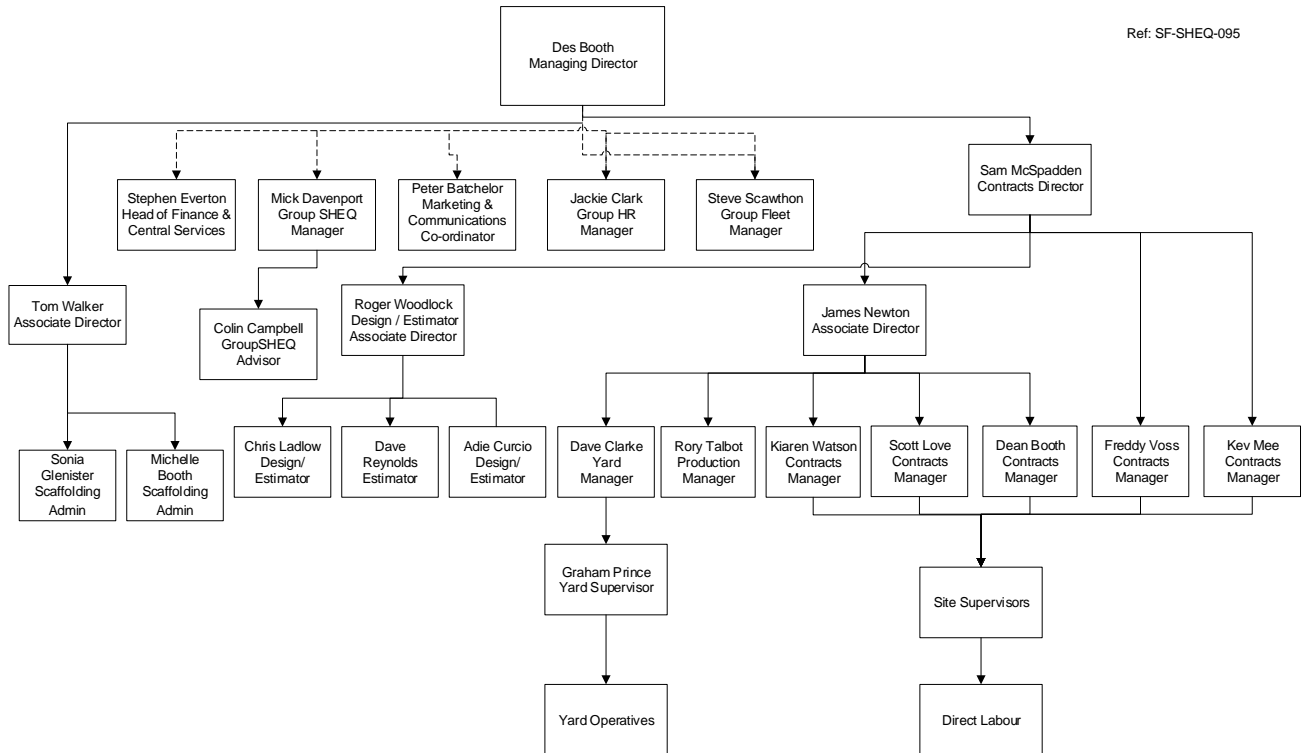 Des Booth
Managing Director
Ref: SF-SHEQ-095
Sam McSpadden
Contracts Director
Stephen Everton
Head of Finance &
Central Services
Mick Davenport
Group SHEQ
Manager
Peter Batchelor
Marketing &
Communications
Co-ordinator
Jackie Clark
Group HR
Manager
Steve Scawthon
Group Fleet
Manager
Tom Walker
Associate Director
Colin Campbell
GroupSHEQ
Advisor
Roger Woodlock
Design / Estimator
Associate Director
James Newton
Associate Director
Sonia
Glenister
Scaffolding
Admin
Michelle
Booth
Scaffolding
Admin
Chris Ladlow
Design/
Estimator
Dave
Reynolds
Estimator
Adie Curcio
Design/
Estimator
Dave Clarke
Yard
Manager
Rory Talbot
Production
Manager
Kiaren Watson
Contracts
Manager
Scott Love
Contracts
Manager
Dean Booth
Contracts
Manager
Freddy Voss
Contracts
Manager
Kev Mee
Contracts
Manager
Graham Prince
Yard Supervisor
Site Supervisors
Yard Operatives
Direct Labour